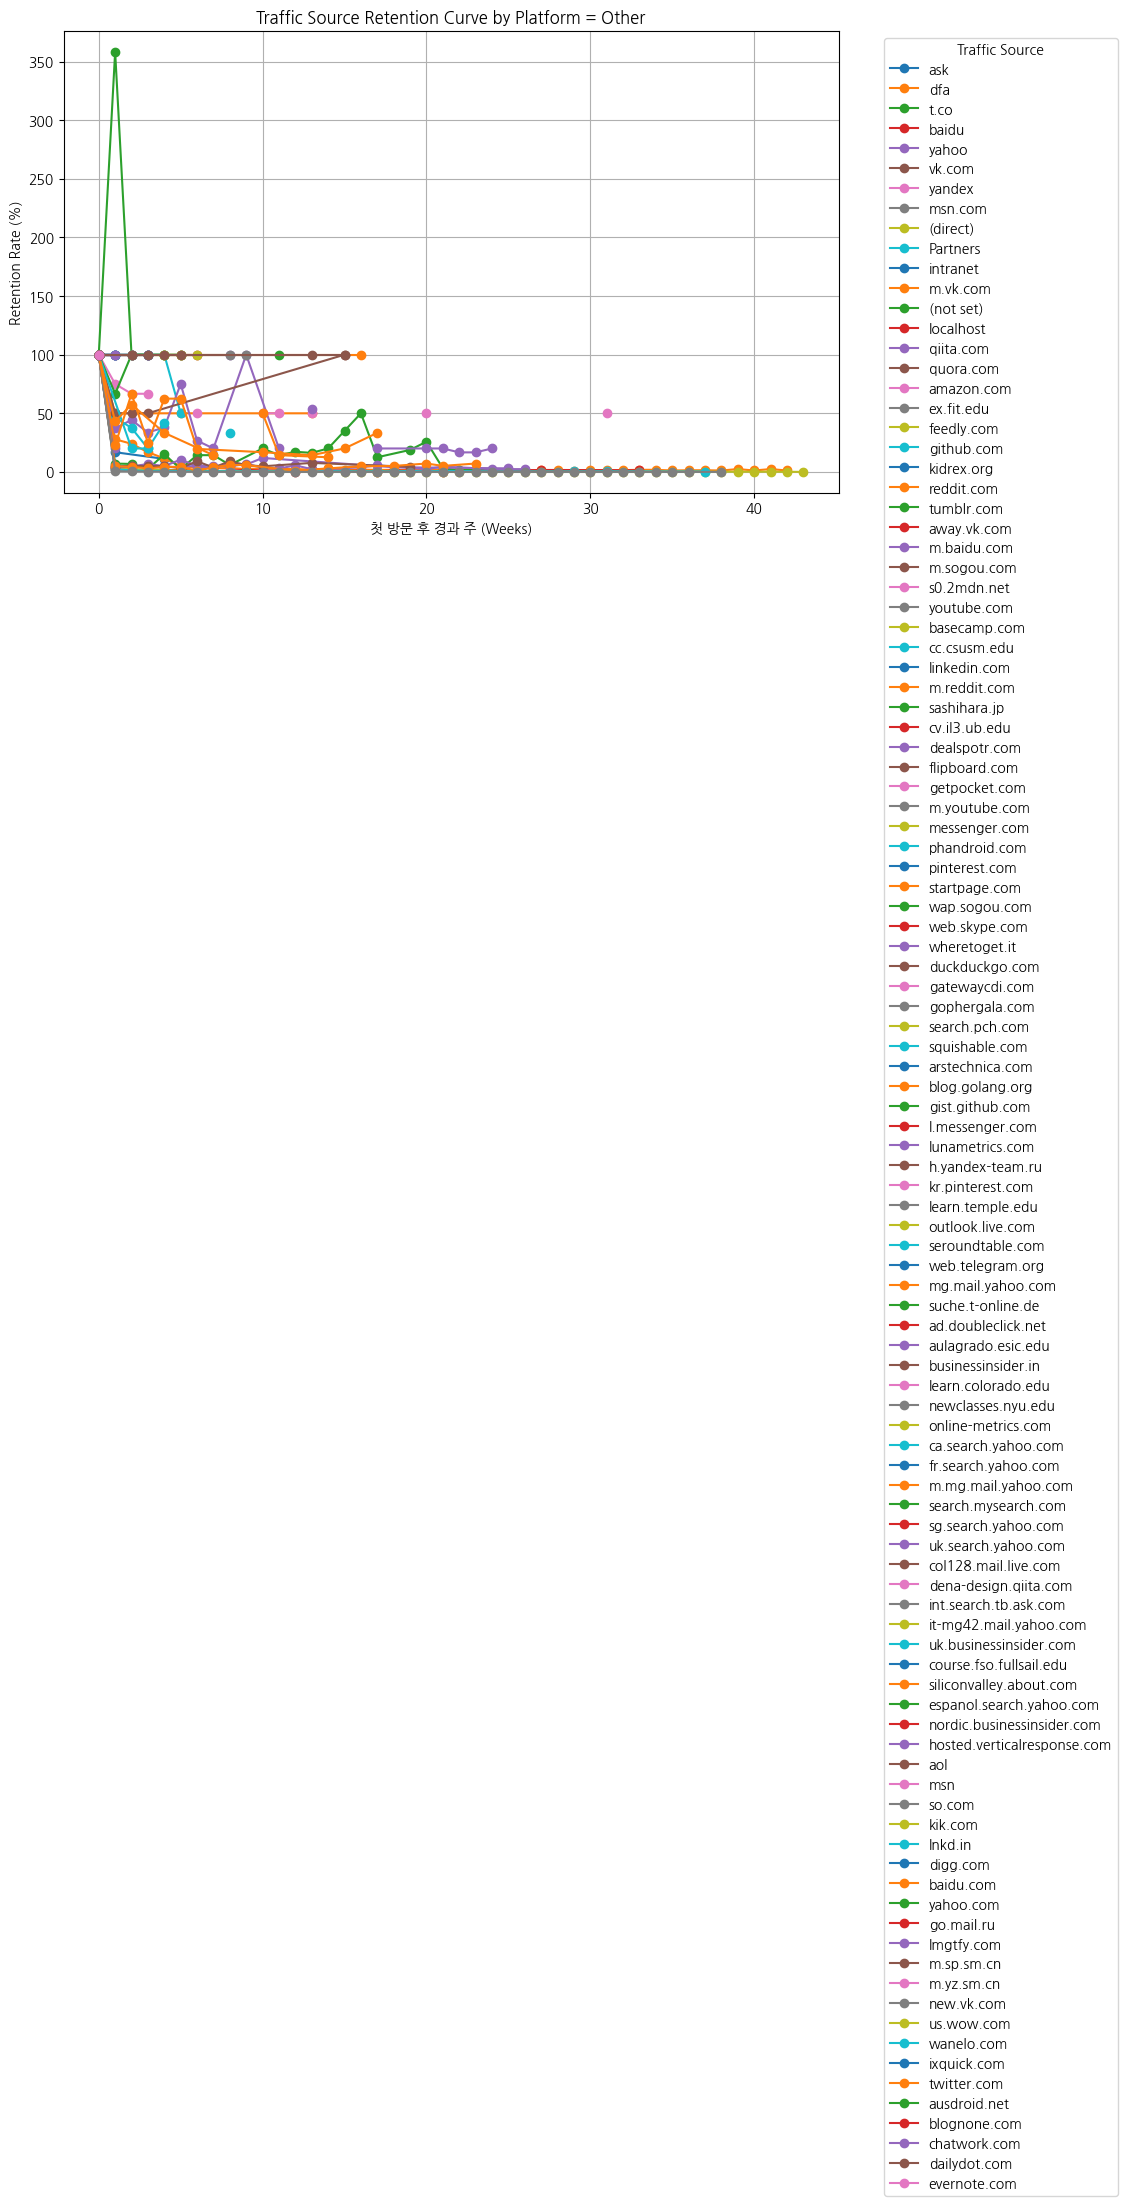 Traffic Source Retention Curve by Platform = Other
Retention Rate (%)
350
300
250
200
150
100
50
0
0
10
20
30
40
첫 방문 후 경과 주 (Weeks)
Traffic Source
ask
dfa
t.co
baidu
yahoo
vk.com
yandex
msn.com
(direct)
Partners
intranet
m.vk.com
(not set)
localhost
qiita.com
quora.com
amazon.com
ex.fit.edu
feedly.com
github.com
kidrex.org
reddit.com
tumblr.com
away.vk.com
m.baidu.com
m.sogou.com
s0.2mdn.net
youtube.com
basecamp.com
cc.csusm.edu
linkedin.com
m.reddit.com
sashihara.jp
cv.il3.ub.edu
dealspotr.com
flipboard.com
getpocket.com
m.youtube.com
messenger.com
phandroid.com
pinterest.com
startpage.com
wap.sogou.com
web.skype.com
wheretoget.it
duckduckgo.com
gatewaycdi.com
gophergala.com
search.pch.com
squishable.com
arstechnica.com
blog.golang.org
gist.github.com
l.messenger.com
lunametrics.com
h.yandex-team.ru
kr.pinterest.com
learn.temple.edu
outlook.live.com
seroundtable.com
web.telegram.org
mg.mail.yahoo.com
suche.t-online.de
ad.doubleclick.net
aulagrado.esic.edu
businessinsider.in
learn.colorado.edu
newclasses.nyu.edu
online-metrics.com
ca.search.yahoo.com
fr.search.yahoo.com
m.mg.mail.yahoo.com
search.mysearch.com
sg.search.yahoo.com
uk.search.yahoo.com
col128.mail.live.com
dena-design.qiita.com
int.search.tb.ask.com
it-mg42.mail.yahoo.com
uk.businessinsider.com
course.fso.fullsail.edu
siliconvalley.about.com
espanol.search.yahoo.com
nordic.businessinsider.com
hosted.verticalresponse.com
aol
msn
so.com
kik.com
lnkd.in
digg.com
baidu.com
yahoo.com
go.mail.ru
lmgtfy.com
m.sp.sm.cn
m.yz.sm.cn
new.vk.com
us.wow.com
wanelo.com
ixquick.com
twitter.com
ausdroid.net
blognone.com
chatwork.com
dailydot.com
evernote.com